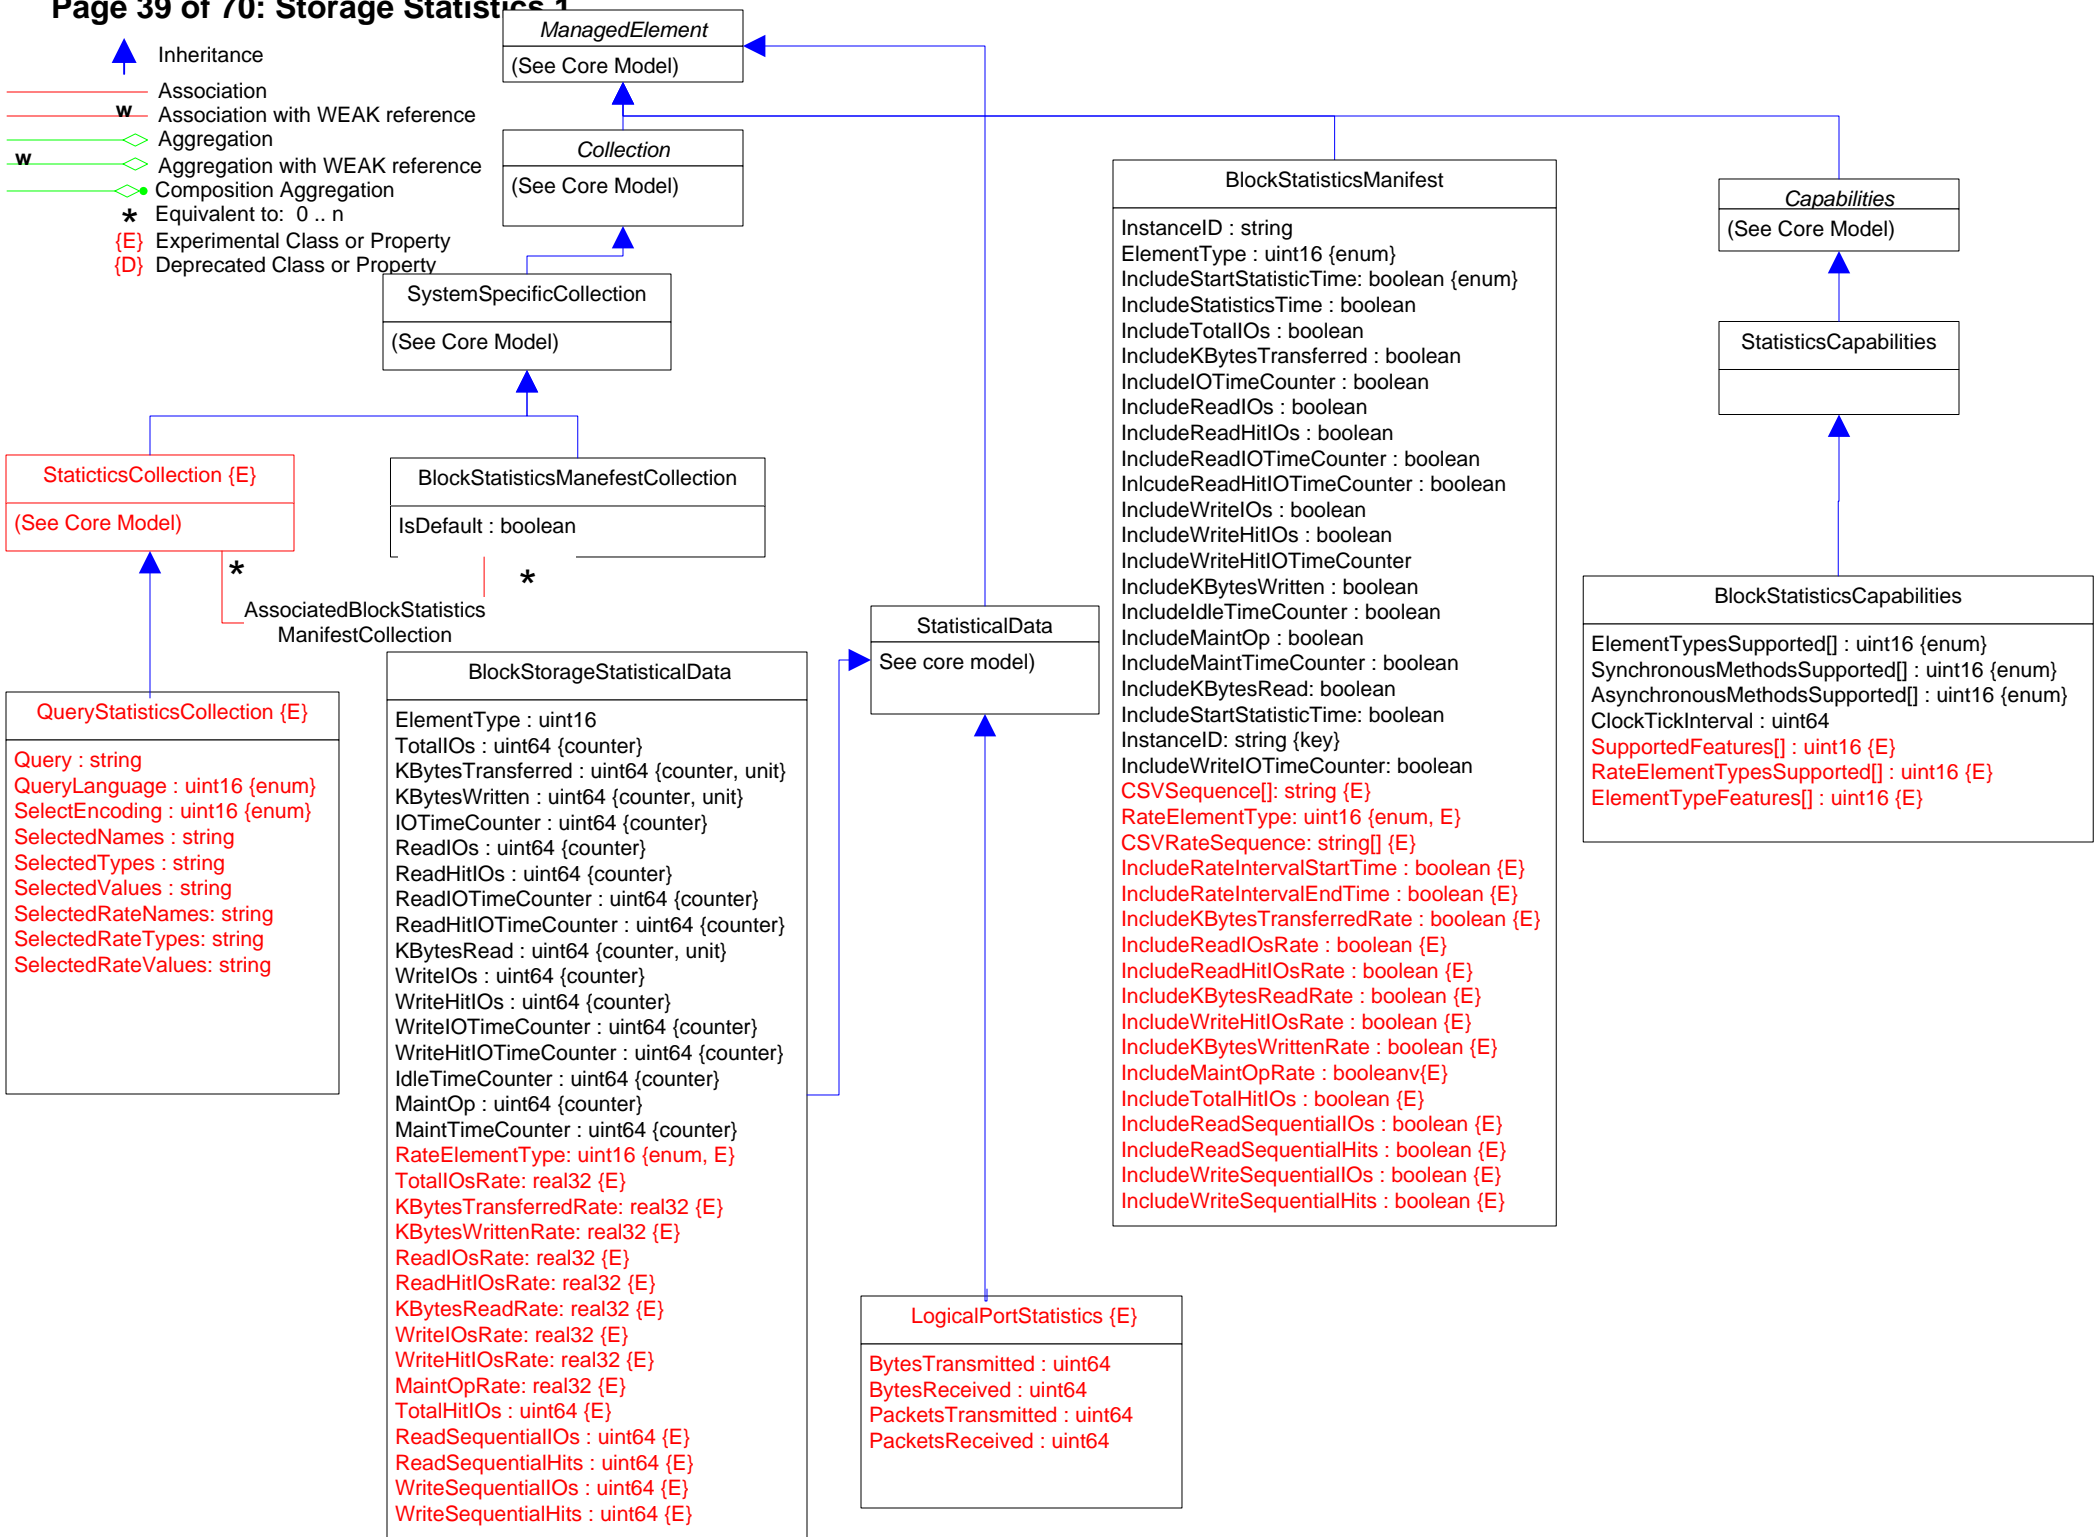 Page 39 of 70: Storage Statistics 1
Inheritance
Association
w Association with WEAK reference
Aggregation
w Aggregation with WEAK reference
Composition Aggregation
* Equivalent to: 0 .. n
{E} Experimental Class or Property
{D} Deprecated Class or Property
ManagedElement
(See Core Model)
Collection
(See Core Model)
SystemSpecificCollection
(See Core Model)
StaticticsCollection {E}
(See Core Model)
BlockStatisticsManefestCollection
IsDefault : boolean
*
*
AssociatedBlockStatistics
ManifestCollection
QueryStatisticsCollection {E}
Query : string
QueryLanguage : uint16 {enum}
SelectEncoding : uint16 {enum}
SelectedNames : string
SelectedTypes : string
SelectedValues : string
SelectedRateNames: string
SelectedRateTypes: string
SelectedRateValues: string
BlockStorageStatisticalData
ElementType : uint16
TotalIOs : uint64 {counter}
KBytesTransferred : uint64 {counter, unit}
KBytesWritten : uint64 {counter, unit}
IOTimeCounter : uint64 {counter}
ReadIOs : uint64 {counter}
ReadHitIOs : uint64 {counter}
ReadIOTimeCounter : uint64 {counter}
ReadHitIOTimeCounter : uint64 {counter}
KBytesRead : uint64 {counter, unit}
WriteIOs : uint64 {counter}
WriteHitIOs : uint64 {counter}
WriteIOTimeCounter : uint64 {counter}
WriteHitIOTimeCounter : uint64 {counter}
IdleTimeCounter : uint64 {counter}
MaintOp : uint64 {counter}
MaintTimeCounter : uint64 {counter}
RateElementType: uint16 {enum, E}
TotalIOsRate: real32 {E}
KBytesTransferredRate: real32 {E}
KBytesWrittenRate: real32 {E}
ReadIOsRate: real32 {E}
ReadHitIOsRate: real32 {E}
KBytesReadRate: real32 {E}
WriteIOsRate: real32 {E}
WriteHitIOsRate: real32 {E}
MaintOpRate: real32 {E}
TotalHitIOs : uint64 {E}
ReadSequentialIOs : uint64 {E}
ReadSequentialHits : uint64 {E}
WriteSequentialIOs : uint64 {E}
WriteSequentialHits : uint64 {E}
StatisticalData
See core model)
LogicalPortStatistics {E}
BytesTransmitted : uint64
BytesReceived : uint64
PacketsTransmitted : uint64
PacketsReceived : uint64
BlockStatisticsManifest
InstanceID : string
ElementType : uint16 {enum}
IncludeStartStatisticTime: boolean {enum}
IncludeStatisticsTime : boolean
IncludeTotalIOs : boolean
IncludeKBytesTransferred : boolean
IncludeIOTimeCounter : boolean
IncludeReadIOs : boolean
IncludeReadHitIOs : boolean
IncludeReadIOTimeCounter : boolean
InlcudeReadHitIOTimeCounter : boolean
IncludeWriteIOs : boolean
IncludeWriteHitIOs : boolean
IncludeWriteHitIOTimeCounter
IncludeKBytesWritten : boolean
IncludeIdleTimeCounter : boolean
IncludeMaintOp : boolean
IncludeMaintTimeCounter : boolean
IncludeKBytesRead: boolean
IncludeStartStatisticTime: boolean
InstanceID: string {key}
IncludeWriteIOTimeCounter: boolean
CSVSequence[]: string {E}
RateElementType: uint16 {enum, E}
CSVRateSequence: string[] {E}
IncludeRateIntervalStartTime : boolean {E}
IncludeRateIntervalEndTime : boolean {E}
IncludeKBytesTransferredRate : boolean {E}
IncludeReadIOsRate : boolean {E}
IncludeReadHitIOsRate : boolean {E}
IncludeKBytesReadRate : boolean {E}
IncludeWriteHitIOsRate : boolean {E}
IncludeKBytesWrittenRate : boolean {E}
IncludeMaintOpRate : booleanv{E}
IncludeTotalHitIOs : boolean {E}
IncludeReadSequentialIOs : boolean {E}
IncludeReadSequentialHits : boolean {E}
IncludeWriteSequentialIOs : boolean {E}
IncludeWriteSequentialHits : boolean {E}
Capabilities
(See Core Model)
StatisticsCapabilities
BlockStatisticsCapabilities
ElementTypesSupported[] : uint16 {enum}
SynchronousMethodsSupported[] : uint16 {enum}
AsynchronousMethodsSupported[] : uint16 {enum}
ClockTickInterval : uint64
SupportedFeatures[] : uint16 {E}
RateElementTypesSupported[] : uint16 {E}
ElementTypeFeatures[] : uint16 {E}